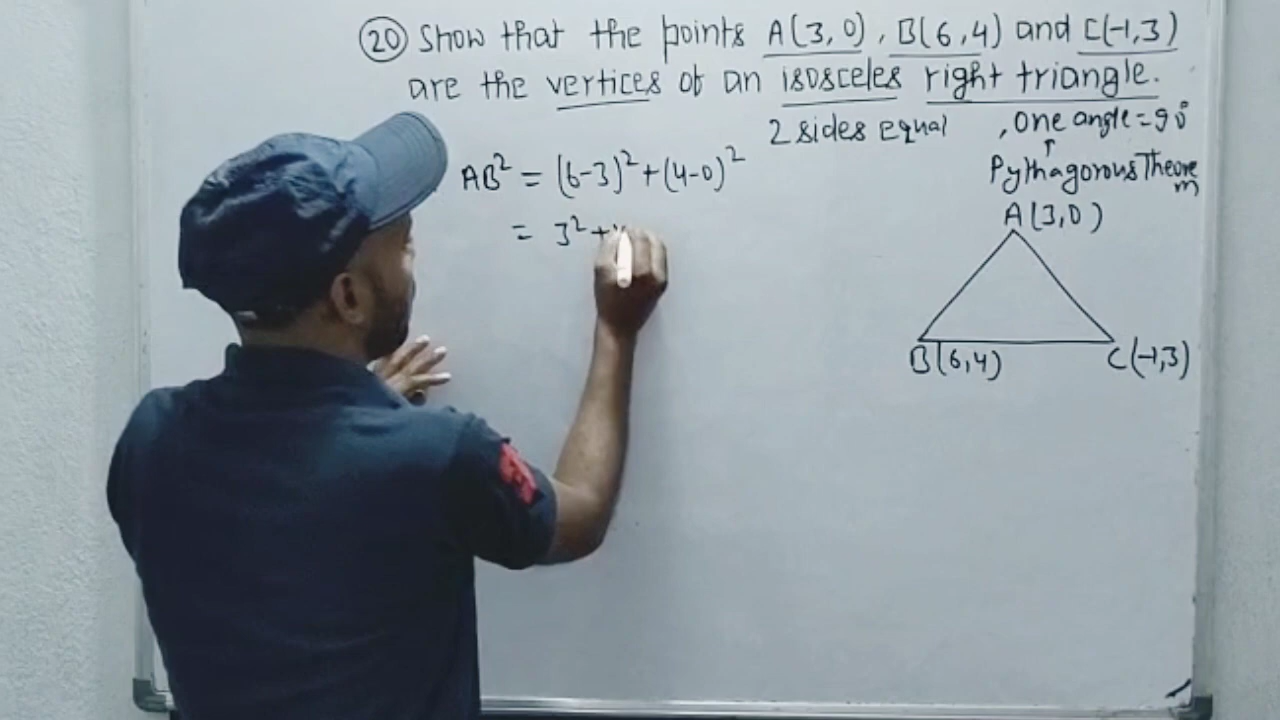 20 Show that the points A(3,0), B(6,4) and C(-1,3)
are the vertices of an isosceles right triangle.
2 sides equal , one angle = 90°
Pythagorous Theorem
AB² = (6-3)² + (4-0)²
= 3² +
A(3,0)
B(6,4) C(-1,3)